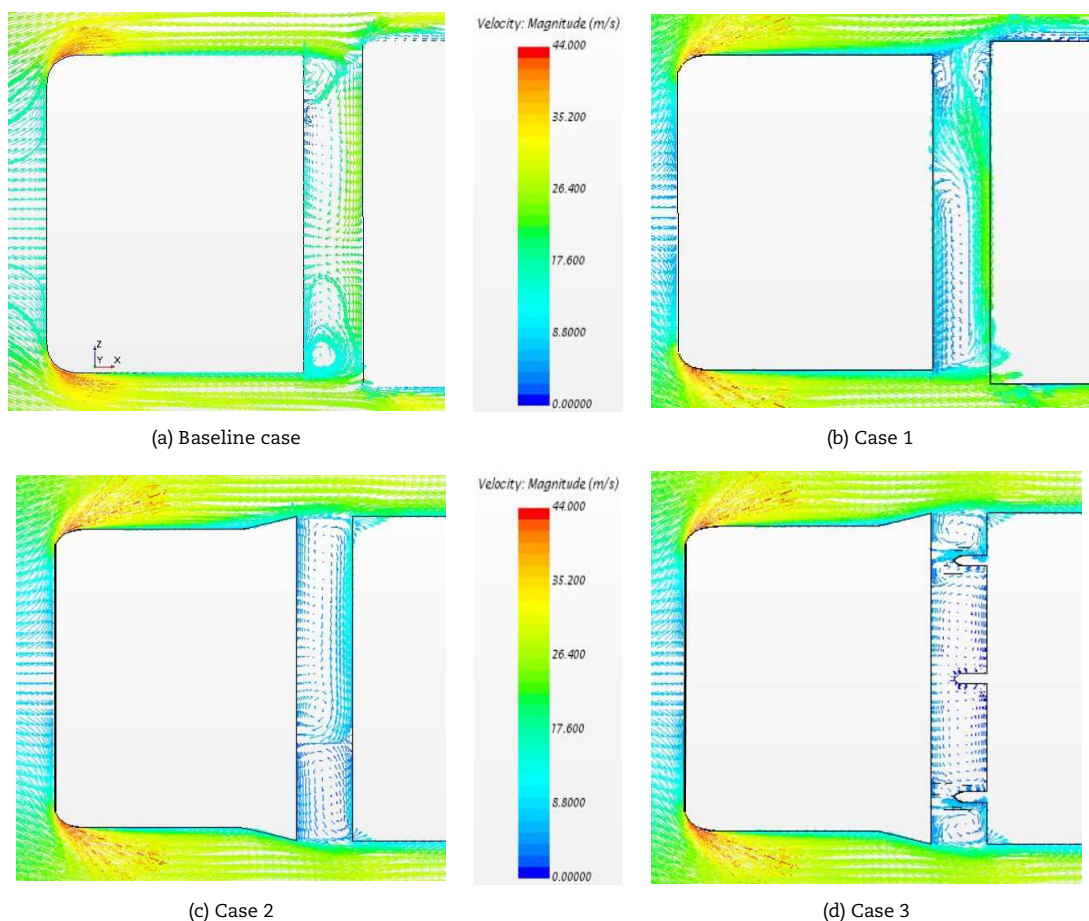 Velocity: Magnitude (m/s)
44.000
35.200
26.400
17.600
8.8000
0.00000
Z
Y X
(a) Baseline case
(b) Case 1
Velocity: Magnitude (m/s)
44.000
35.200
26.400
17.600
8.8000
0.00000
(c) Case 2
(d) Case 3